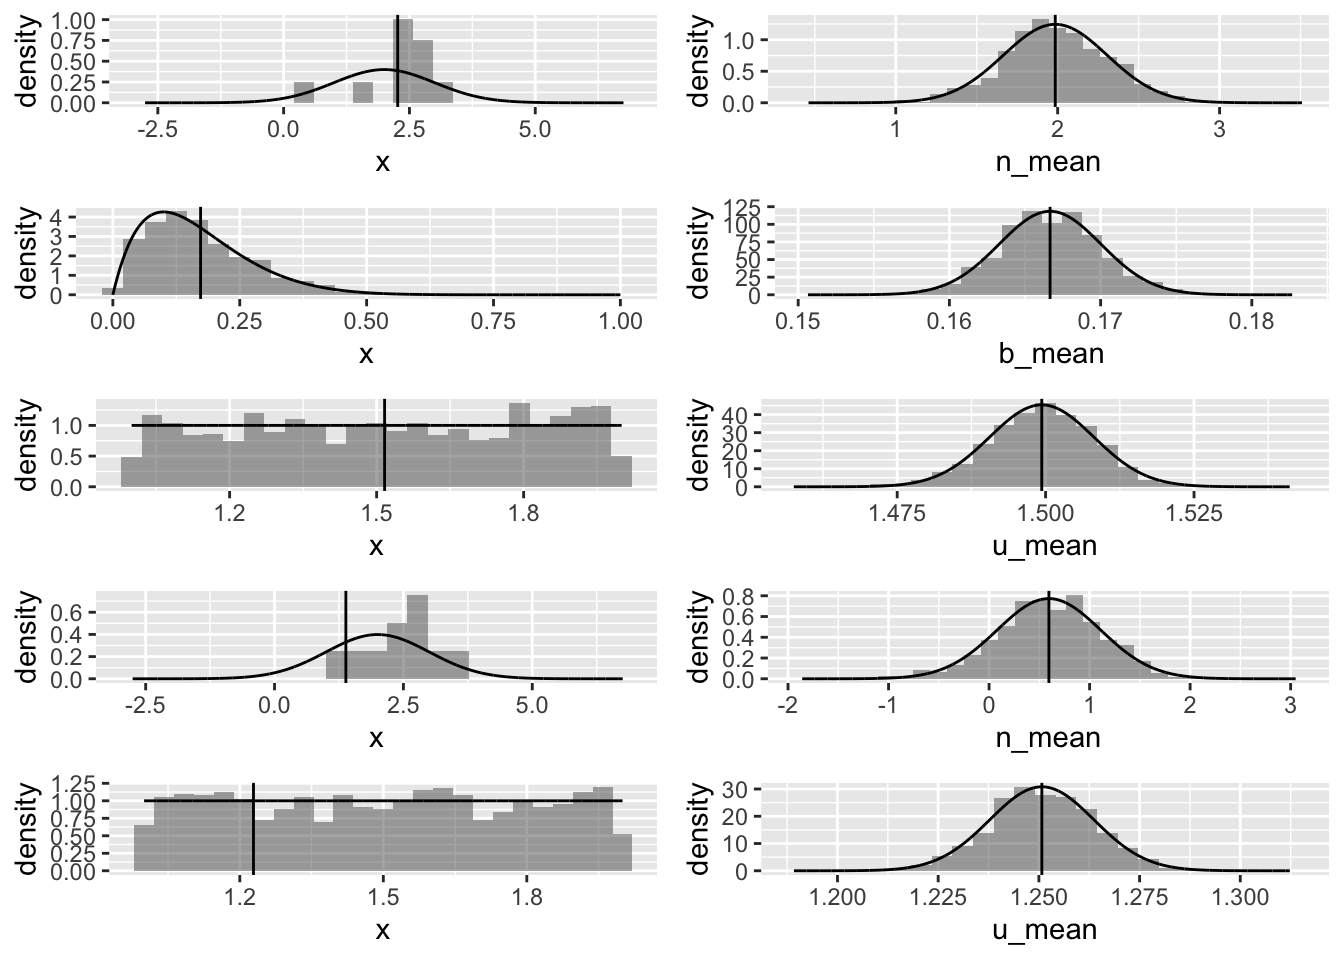 density
1.00
0.75
0.50
0.25
0.00
-2.5 0.0 2.5 5.0
x
density
1.0
0.5
0.0
1 2 3
n_mean
density
4
3
2
1
0
0.00 0.25 0.50 0.75 1.00
x
density
125
100
75
50
25
0
0.15 0.16 0.17 0.18
b_mean
density
1.0
0.5
0.0
1.2 1.5 1.8
x
density
40
30
20
10
0
1.475 1.500 1.525
u_mean
density
0.6
0.4
0.2
0.0
-2.5 0.0 2.5 5.0
x
density
0.8
0.6
0.4
0.2
0.0
-2 -1 0 1 2 3
n_mean
density
1.25
1.00
0.75
0.50
0.25
0.00
1.2 1.5 1.8
x
density
30
20
10
0
1.200 1.225 1.250 1.275 1.300
u_mean